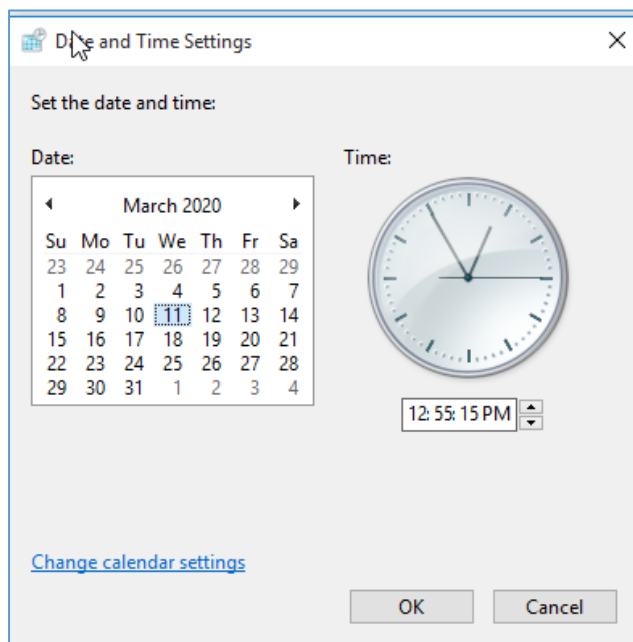 Date and Time Settings
Set the date and time:
Date:
Time:
March 2020
Su Mo Tu We Th Fr Sa
23 24 25 26 27 28 29
1 2 3 4 5 6 7
8 9 10 11 12 13 14
15 16 17 18 19 20 21
22 23 24 25 26 27 28
29 30 31 1 2 3 4
12: 55: 15 PM
Change calendar settings
OK
Cancel